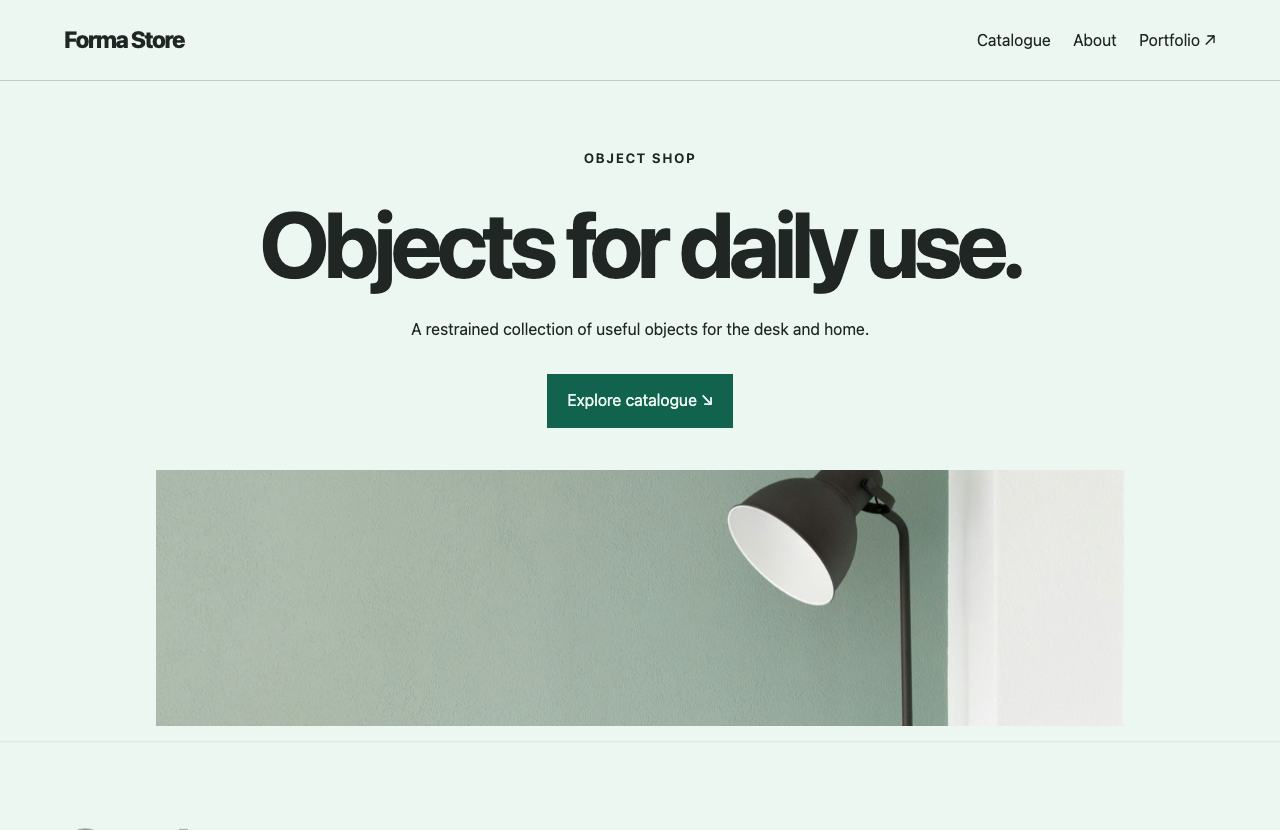 Forma Store
Catalogue About Portfolio ↗
OBJECT SHOP
Objects for daily use.
A restrained collection of useful objects for the desk and home.
Explore catalogue ↘